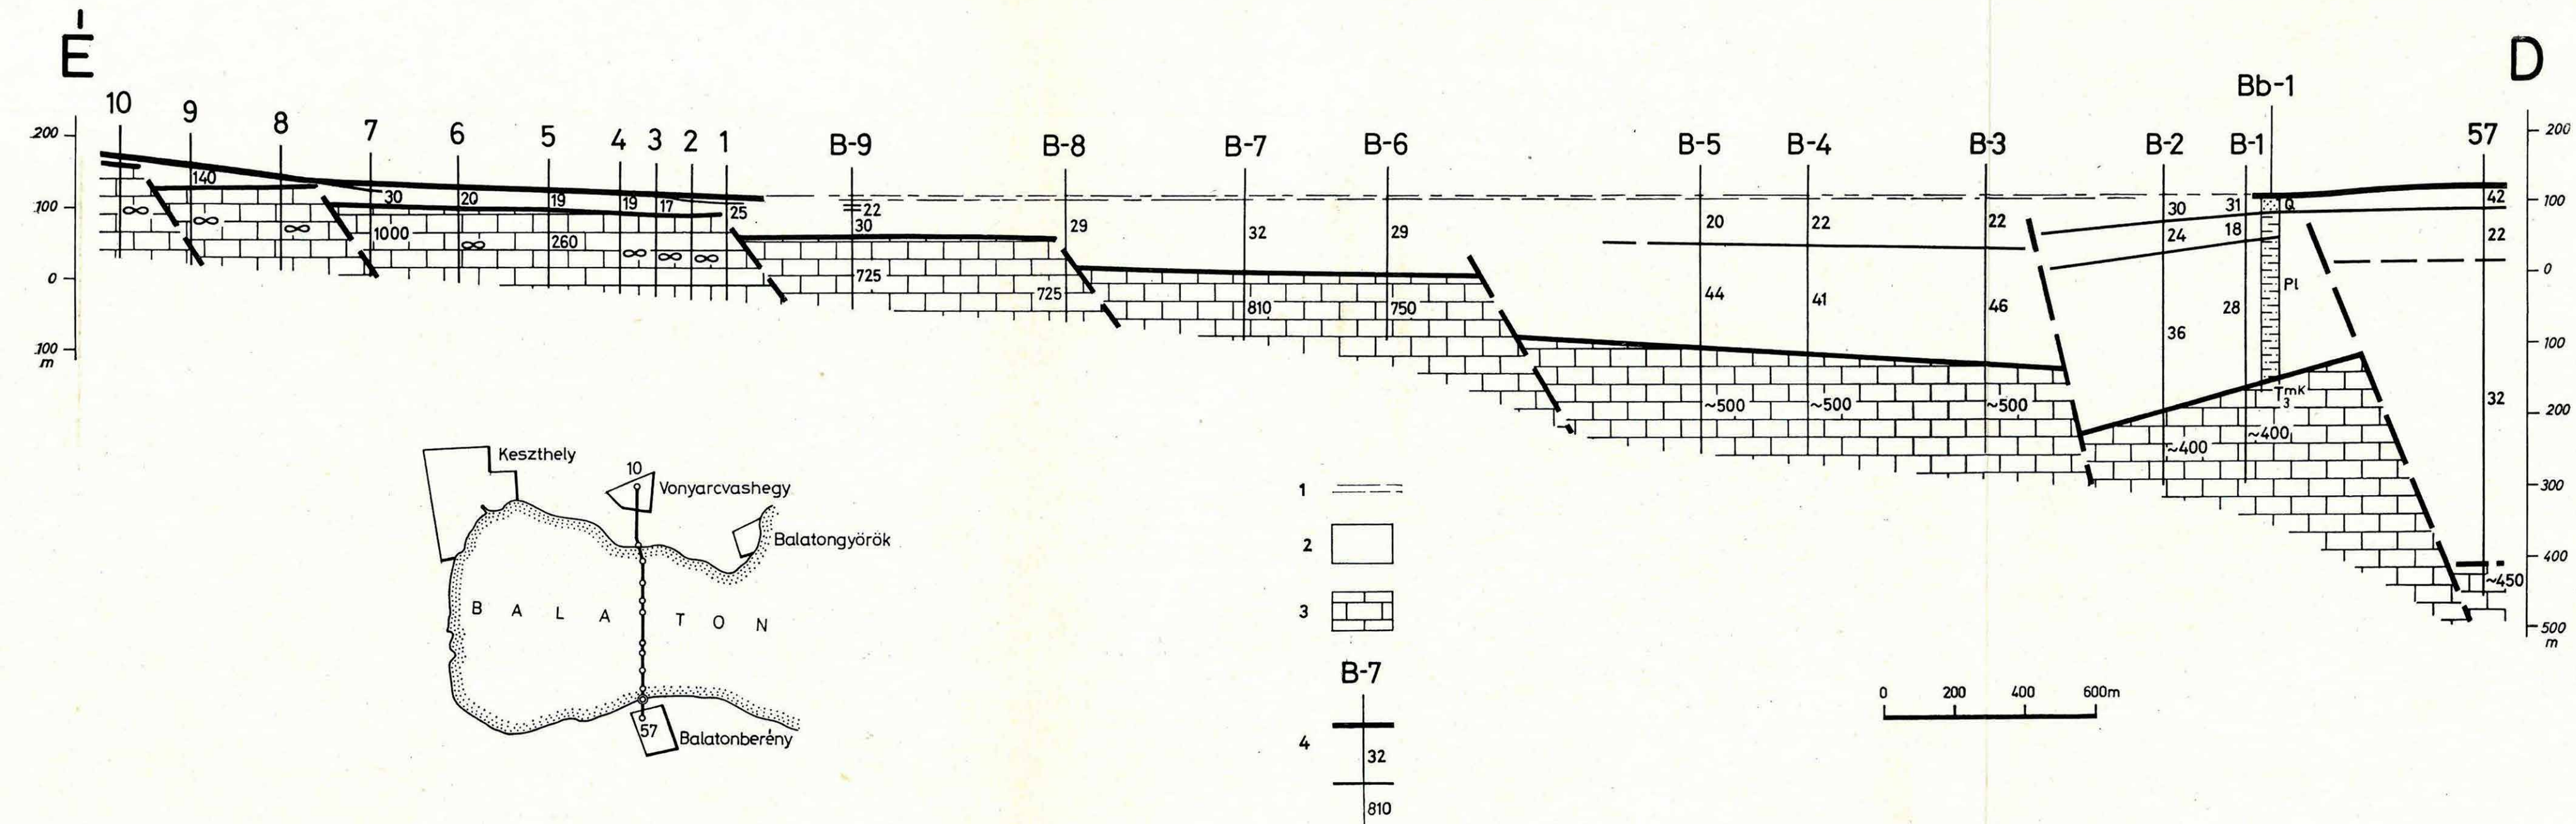 É D
10 9 8 7 6 5 4 3 2 1 B-9 B-8 B-7 B-6 B-5 B-4 B-3 B-2 B-1 Bb-1 57
200
100
0
100
m
200
100
0
100
200
300
400
500
m
140 30 20 19 19 17 25 22 29 32 29 20 22 22 30 31 Q 42
30 24 18 22
∞ ∞ ∞ 1000 ∞ 260 ∞ ∞ ∞ 725 725 810 750 44 41 46 36 28 Pl 32
~500 ~500 ~500 ~400 ~400 Tmk3 ~450
Keszthely
10
Vonyarcvashegy
Balatongyörök
BALATON
57
Balatonberény
1
2
3
B-7
4
32
810
0 200 400 600m